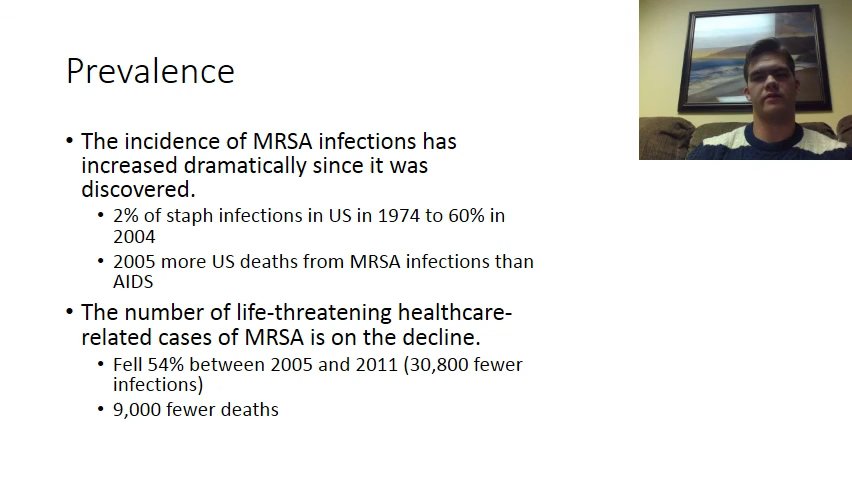 Prevalence
• The incidence of MRSA infections has
increased dramatically since it was
discovered.
• 2% of staph infections in US in 1974 to 60% in
2004
• 2005 more US deaths from MRSA infections than
AIDS
• The number of life-threatening healthcare-
related cases of MRSA is on the decline.
• Fell 54% between 2005 and 2011 (30,800 fewer
infections)
• 9,000 fewer deaths